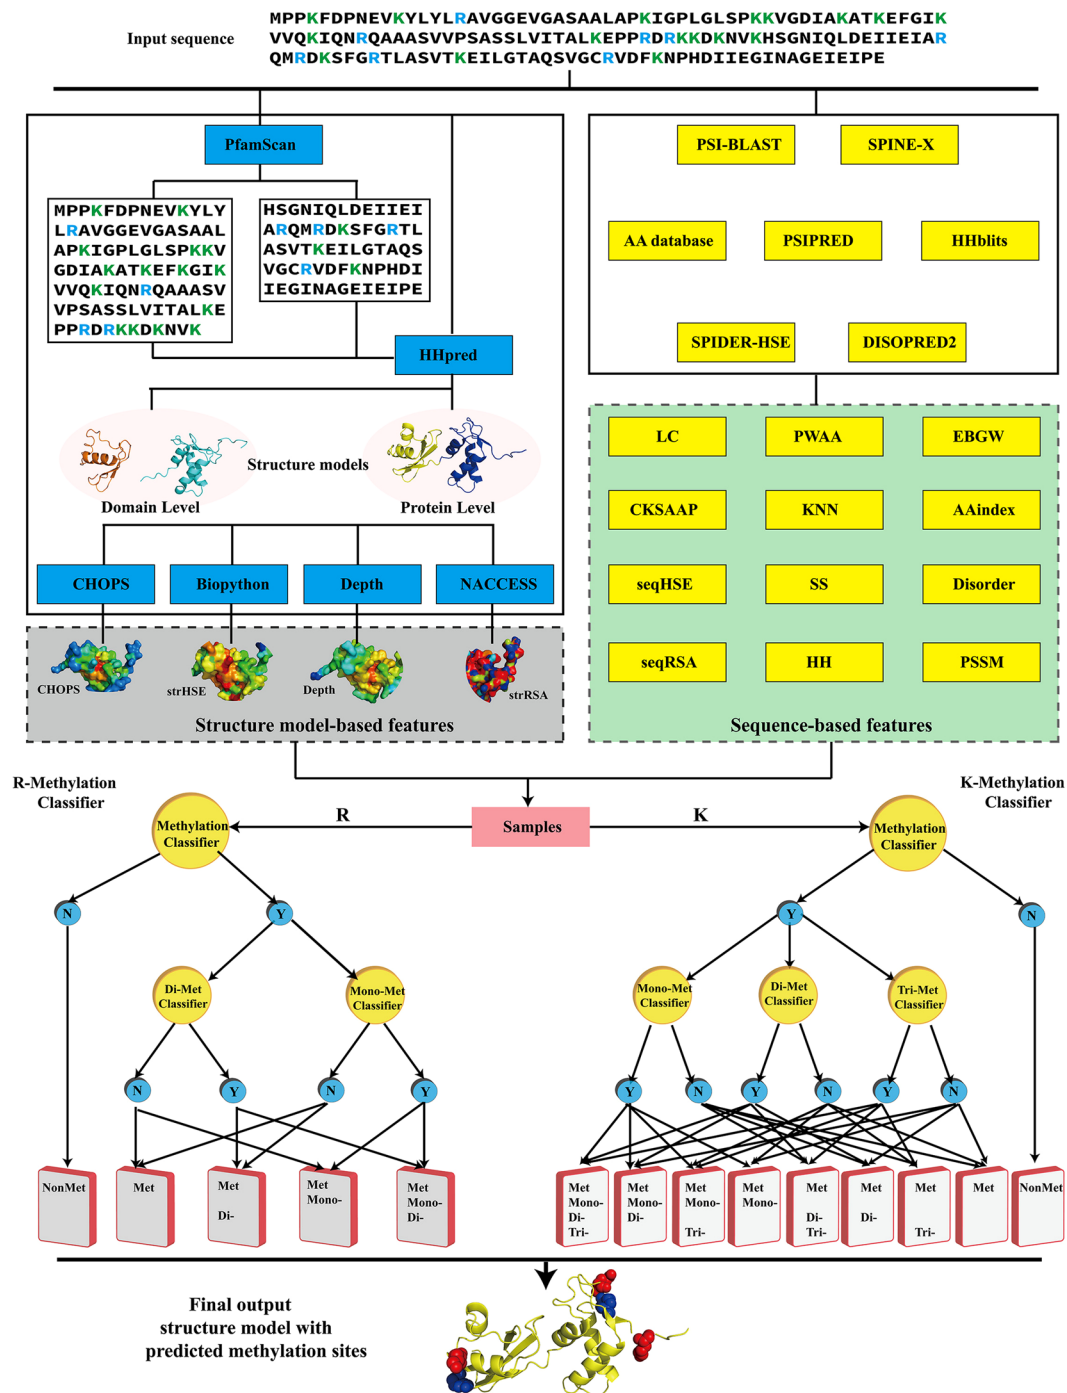 Input sequence
MPPKFDPNEVKYLYLRAVGGEVGASAALAPKIGPLGLSPKKVGDIAKATKEFGIK
VVQKIQNRQAAASVVPSASSLVITALKEPPRDRKKDKNVKHSGNIQLDEIIEIAR
QMRDKSFGRTLASVTKEILGTAQSVGCRVDFKNPHDIIEGINAGEIEIPE
PfamScan
MPPKFDPNEVKYLY
LRAVGGEVGASAAL
APKIGPLGLSPKKV
GDIAKATKEFKGIK
VVQKIQNRQAAASV
VPSASSLVITALKE
PPRDRKKDKNVK
HSGNIQLDEIIEI
ARQMRDKSFGRTL
ASVTKEILGTAQS
VGCRVDFKNPHDI
IEGINAGEIEIPE
HHpred
Structure models
Domain Level
Protein Level
CHOPS
Biopython
Depth
NACCESS
CHOPS
strHSE
Depth
strRSA
Structure model-based features
PSI-BLAST
SPINE-X
AA database
PSIPRED
HHblits
SPIDER-HSE
DISOPRED2
LC
PWAA
EBGW
CKSAAP
KNN
AAindex
seqHSE
SS
Disorder
seqRSA
HH
PSSM
Sequence-based features
R-Methylation
Classifier
K-Methylation
Classifier
Samples
R
K
Methylation
Classifier
Methylation
Classifier
N
Y
Y
N
Di-Met
Classifier
Mono-Met
Classifier
Mono-Met
Classifier
Di-Met
Classifier
Tri-Met
Classifier
N
Y
N
Y
Y
N
Y
N
Y
N
NonMet
Met
Met
Di-
Met
Mono-
Met
Mono-
Di-
Met
Mono-
Di-
Tri-
Met
Mono-
Di-
Met
Mono-
Tri-
Met
Mono-
Met
Di-
Tri-
Met
Di-
Met
Tri-
Met
NonMet
Final output
structure model with
predicted methylation sites